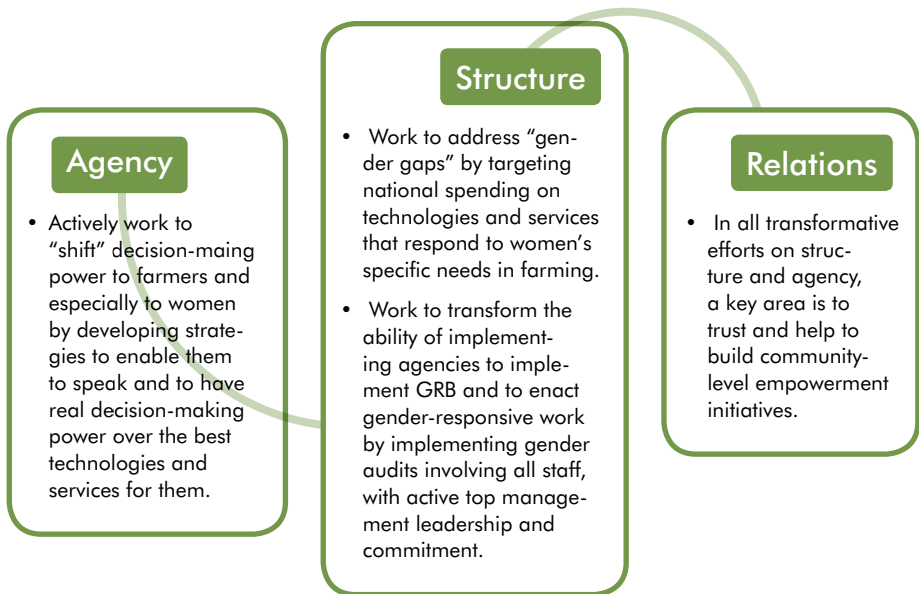 Agency
• Actively work to
“shift” decision-maing
power to farmers and
especially to women
by developing strate-
gies to enable them
to speak and to have
real decision-making
power over the best
technologies and
services for them.
Structure
• Work to address “gen-
der gaps” by targeting
national spending on
technologies and services
that respond to women’s
specific needs in farming.
• Work to transform the
ability of implement-
ing agencies to imple-
ment GRB and to enact
gender-responsive work
by implementing gender
audits involving all staff,
with active top manage-
ment leadership and
commitment.
Relations
• In all transformative
efforts on struc-
ture and agency,
a key area is to
trust and help to
build community-
level empowerment
initiatives.